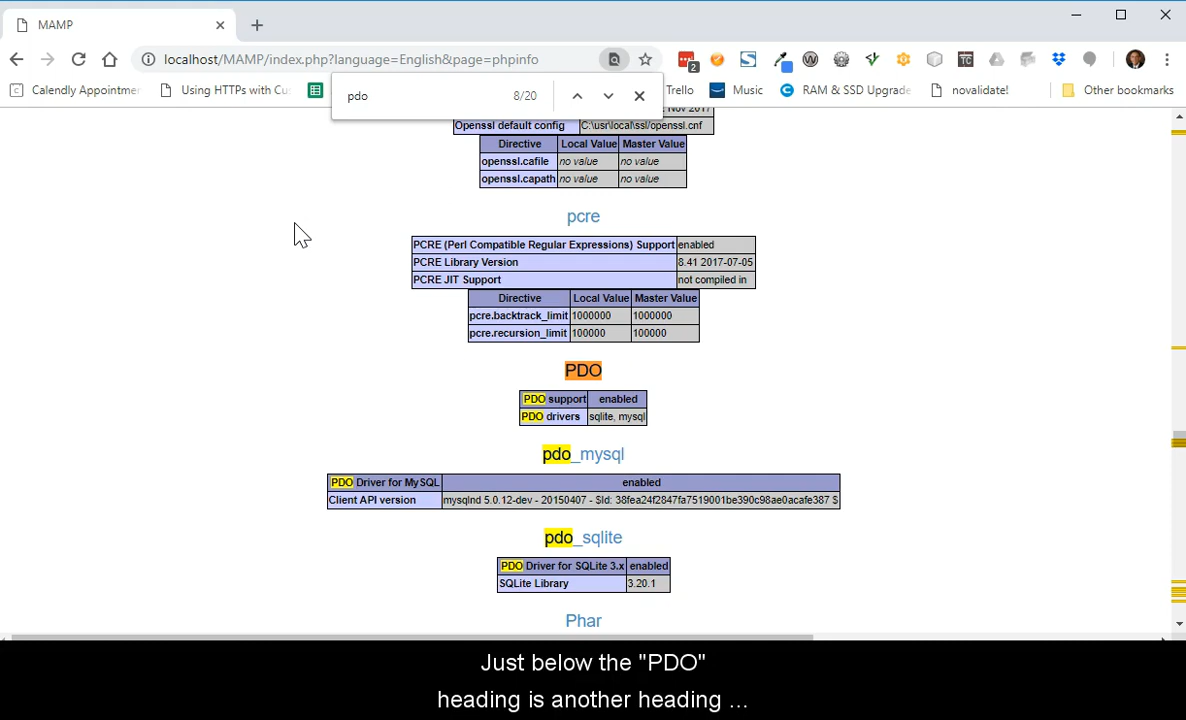 MAMP
localhost/MAMP/index.php?language=English&page=phpinfo
2
TC
Calendly Appointmer
Using HTTPs with Cu
Trello
Music
RAM & SSD Upgrade
novalidate!
Other bookmarks
pdo
8/20
Nov 2017
Openssl default config C:\usr\local\ssl/openssl.cnf
Directive Local Value Master Value
openssl.cafile no value no value
openssl.capath no value no value
pcre
PCRE (Perl Compatible Regular Expressions) Support enabled
PCRE Library Version 8.41 2017-07-05
PCRE JIT Support not compiled in
Directive Local Value Master Value
pcre.backtrack_limit 1000000 1000000
pcre.recursion_limit 100000 100000
PDO
PDO support enabled
PDO drivers sqlite, mysql
pdo_mysql
PDO Driver for MySQL enabled
Client API version mysqlnd 5.0.12-dev - 20150407 - $Id: 38fea24f2847fa7519001be390c98ae0acafe387 $
pdo_sqlite
PDO Driver for SQLite 3.x enabled
SQLite Library 3.20.1
Phar
Just below the "PDO"
heading is another heading ...